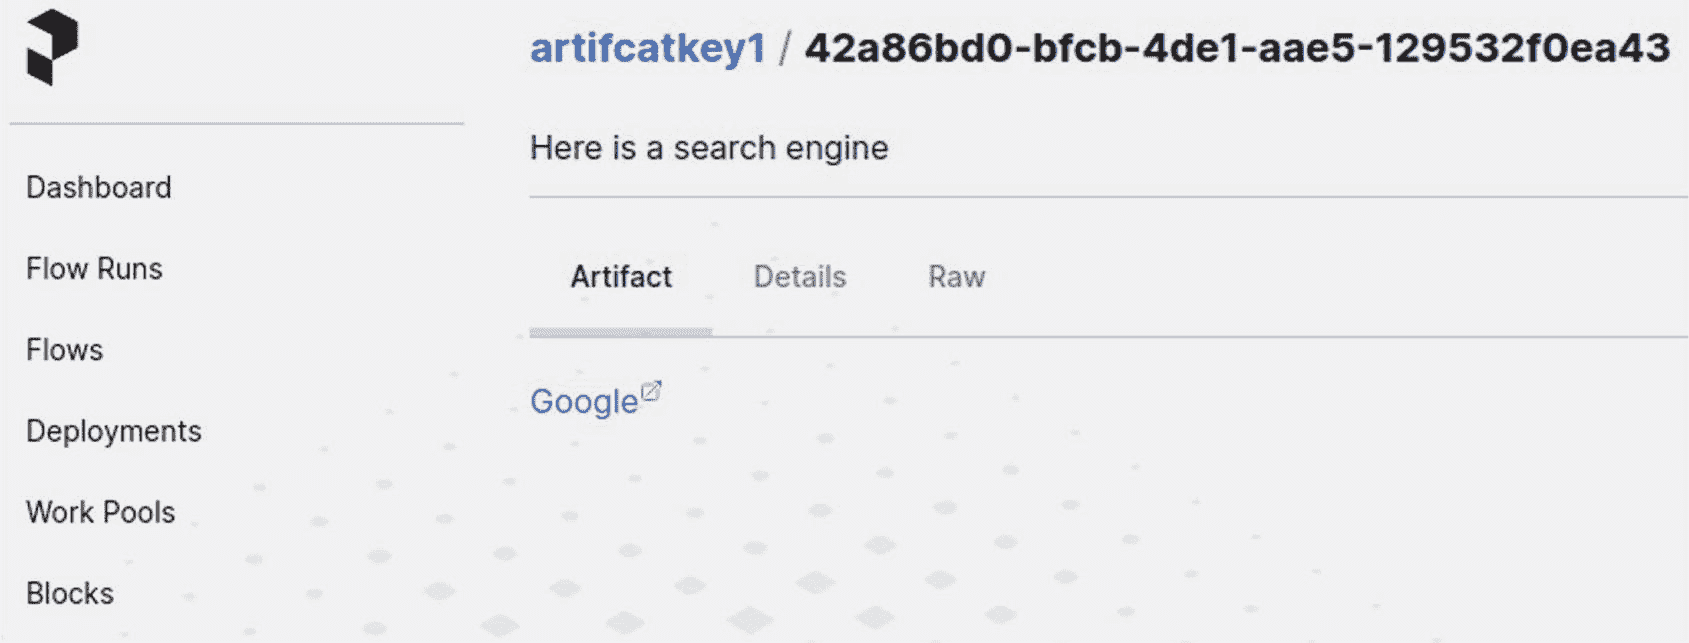 artifcatkey1 / 42a86bd0-bfcb-4de1-aae5-129532f0ea43
Here is a search engine
Dashboard
Flow Runs
Flows
Deployments
Work Pools
Blocks
Artifact Details Raw
Google